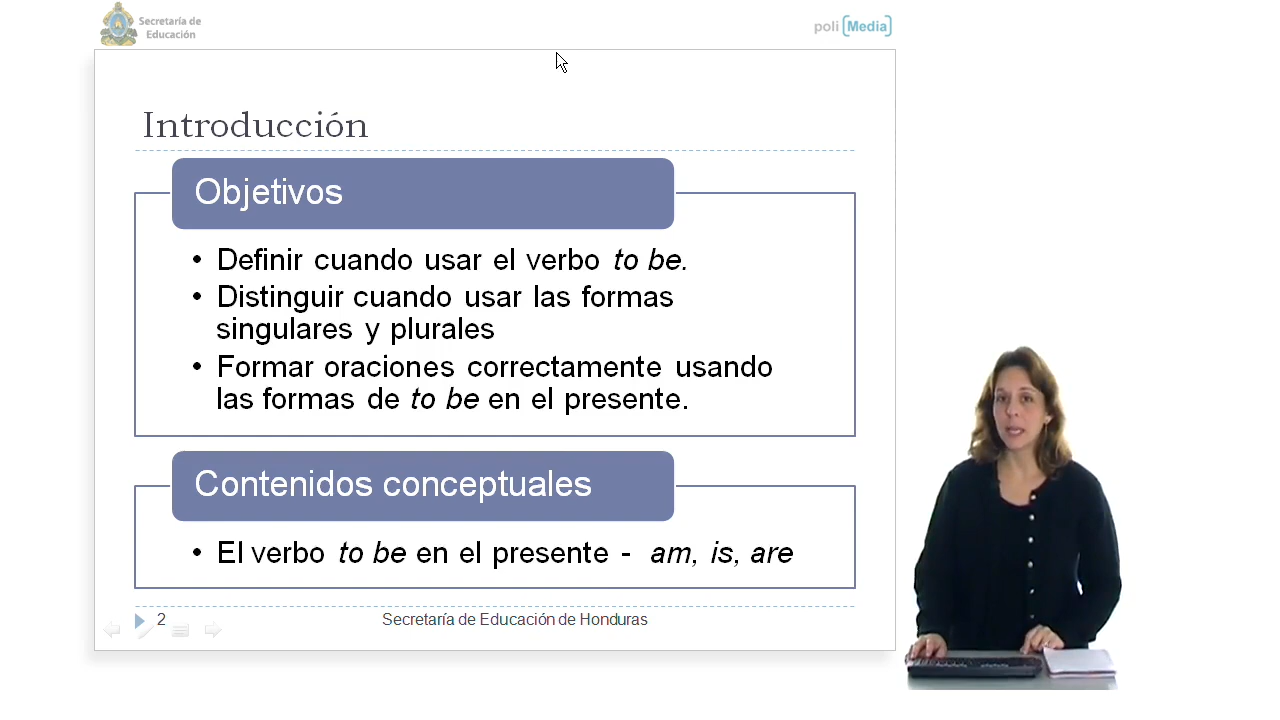 Secretaría de
Educación
poli[Media]
Introducción
Objetivos
• Definir cuando usar el verbo to be.
• Distinguir cuando usar las formas
singulares y plurales
• Formar oraciones correctamente usando
las formas de to be en el presente.
Contenidos conceptuales
• El verbo to be en el presente - am, is, are
2
Secretaría de Educación de Honduras